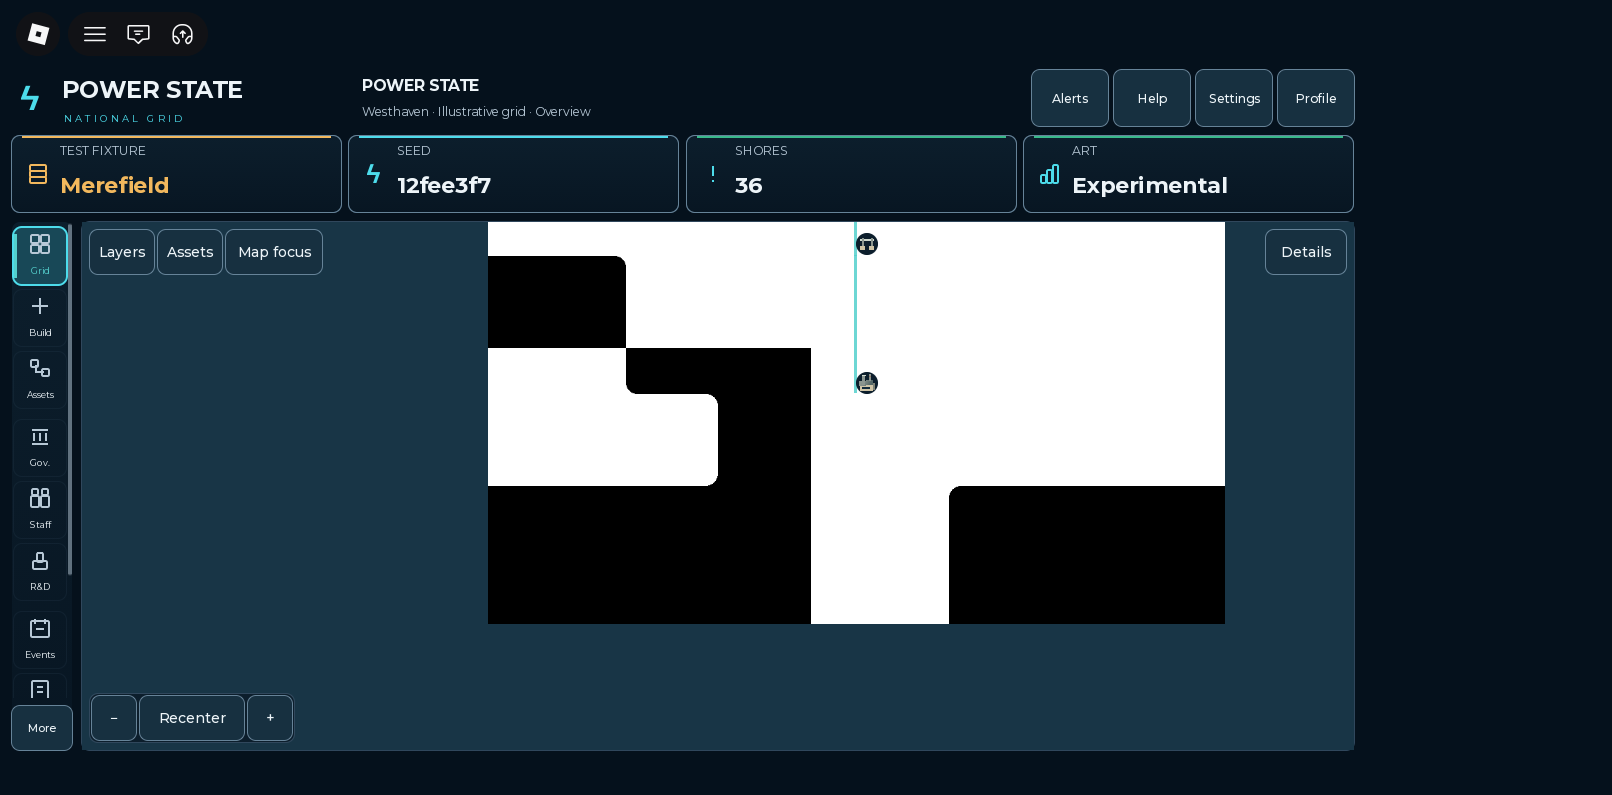 POWER STATE
NATIONAL GRID
POWER STATE
Westhaven · Illustrative grid · Overview
Alerts
Help
Settings
Profile
TEST FIXTURE
Merefield
SEED
12fee3f7
SHORES
36
ART
Experimental
Grid
Build
Assets
Gov.
Staff
R&D
Events
More
Layers
Assets
Map focus
Details
−
Recenter
+